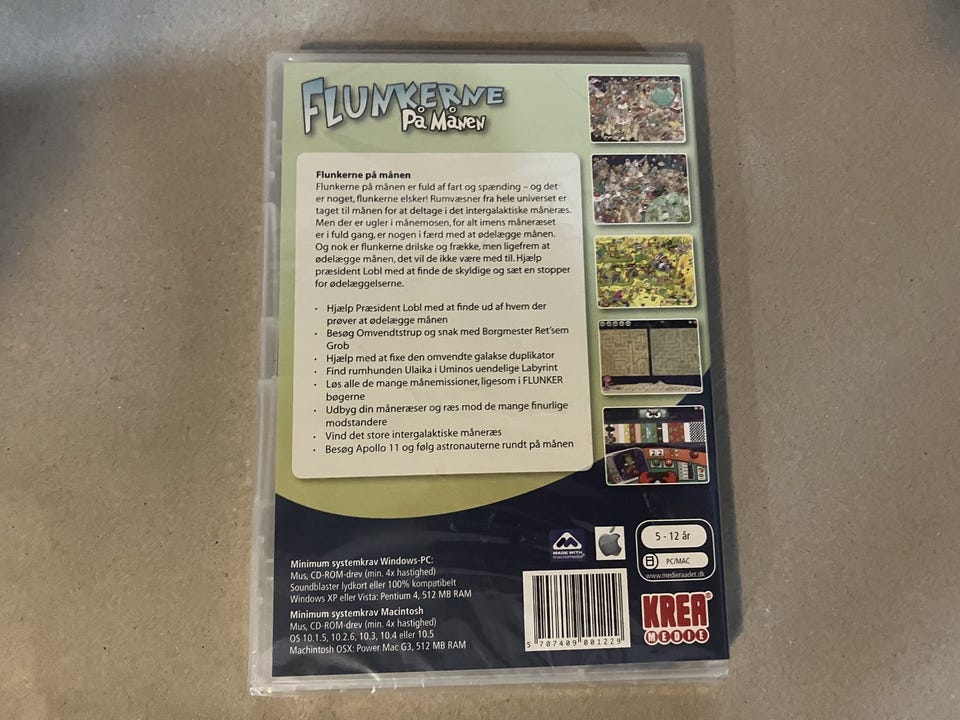 FLUNKERNE
På Månen
Flunkerne på månen
Flunkerne på månen er fuld af fart og spænding – og det
er noget, flunkerne elsker! Rumvæsner fra hele universet er
taget til månen for at deltage i det intergalaktiske måneræs.
Men der er ugler i månemosen, for alt imens måneræset
er i fuld gang, er nogen i færd med at ødelægge månen.
Og nok er flunkerne drilske og frække, men ligefrem at
ødelægge månen, det vil de ikke være med til. Hjælp
præsident Lobl med at finde de skyldige og sæt en stopper
for ødelæggelserne.
· Hjælp Præsident Lobl med at finde ud af hvem der
prøver at ødelægge månen
· Besøg Omvendtstrup og snak med Borgmester Ret'sem
Grob
· Hjælp med at fixe den omvendte galakse duplikator
· Find rumhunden Ulaika i Uminos uendelige Labyrint
· Løs alle de mange månemissioner, ligesom i FLUNKER
bøgerne
· Udbyg din måneræser og ræs mod de mange finurlige
modstandere
· Vind det store intergalaktiske måneræs
· Besøg Apollo 11 og følg astronauterne rundt på månen
Minimum systemkrav Windows-PC:
Mus, CD-ROM-drev (min. 4x hastighed)
Soundblaster lydkort eller 100% kompatibelt
Windows XP eller Vista: Pentium 4, 512 MB RAM
Minimum systemkrav Macintosh
Mus, CD-ROM-drev (min. 4x hastighed)
OS 10.1.5, 10.2.6, 10.3, 10.4 eller 10.5
Machintosh OSX: Power Mac G3, 512 MB RAM
MADE WITH
macromedia
5 - 12 år
PC/MAC
www.medieraadet.dk
5 707409 001229
KREA®
MEDIE